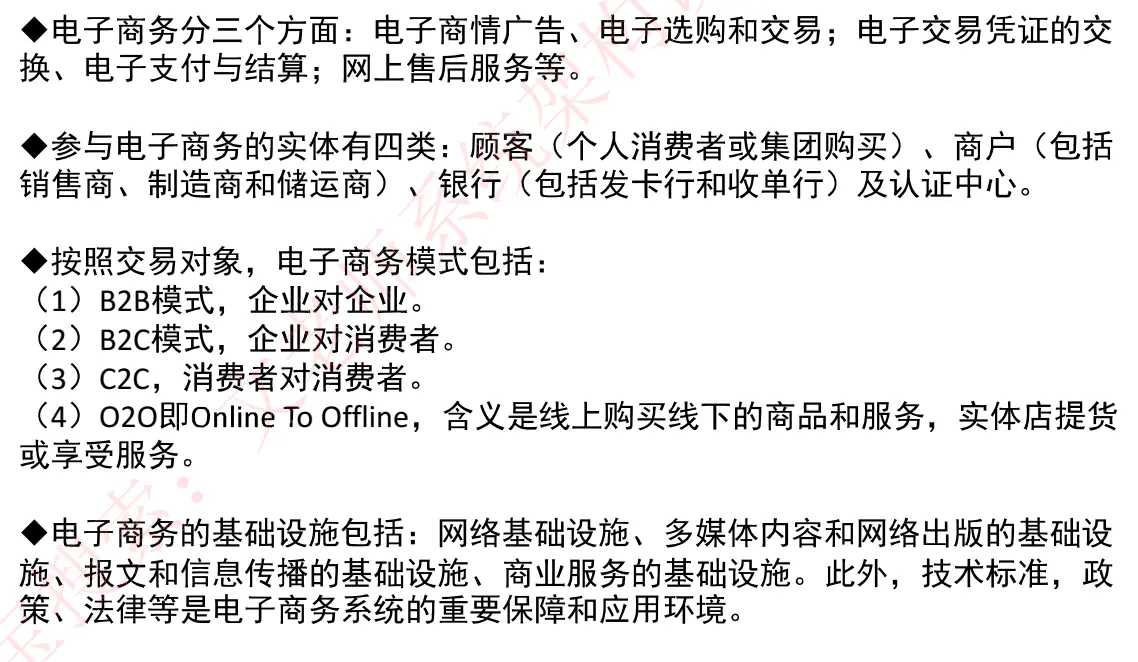 ◆电子商务分三个方面：电子商情广告、电子选购和交易；电子交易凭证的交
换、电子支付与结算；网上售后服务等。
◆参与电子商务的实体有四类：顾客（个人消费者或集团购买）、商户（包括
销售商、制造商和储运商）、银行（包括发卡行和收单行）及认证中心。
◆按照交易对象，电子商务模式包括：
（1）B2B模式，企业对企业。
（2）B2C模式，企业对消费者。
（3）C2C，消费者对消费者。
（4）O2O即Online To Offline，含义是线上购买线下的商品和服务，实体店提货
或享受服务。
◆电子商务的基础设施包括：网络基础设施、多媒体内容和网络出版的基础设
施、报文和信息传播的基础设施、商业服务的基础设施。此外，技术标准，政
策、法律等是电子商务系统的重要保障和应用环境。